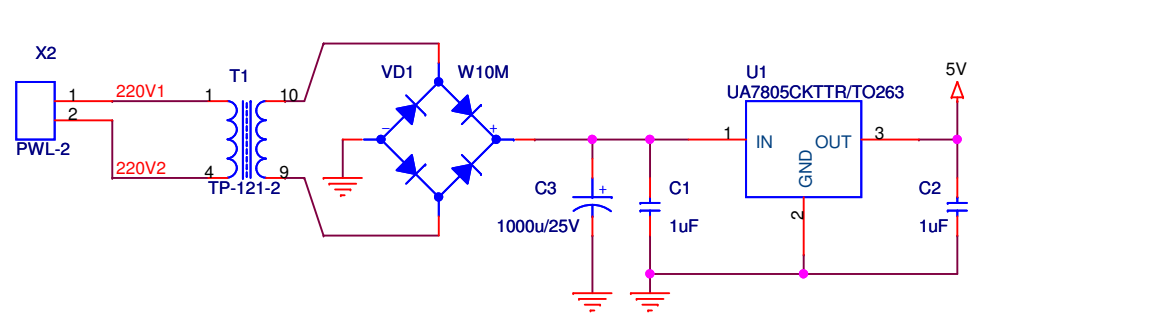 X2
1
2
PWL-2
220V1
220V2
T1
1
10
4
9
TP-121-2
VD1
W10M
−
+
C3
+
1000u/25V
C1
1uF
U1
UA7805CKTTR/TO263
1
IN
OUT
3
GND
2
5V
C2
1uF